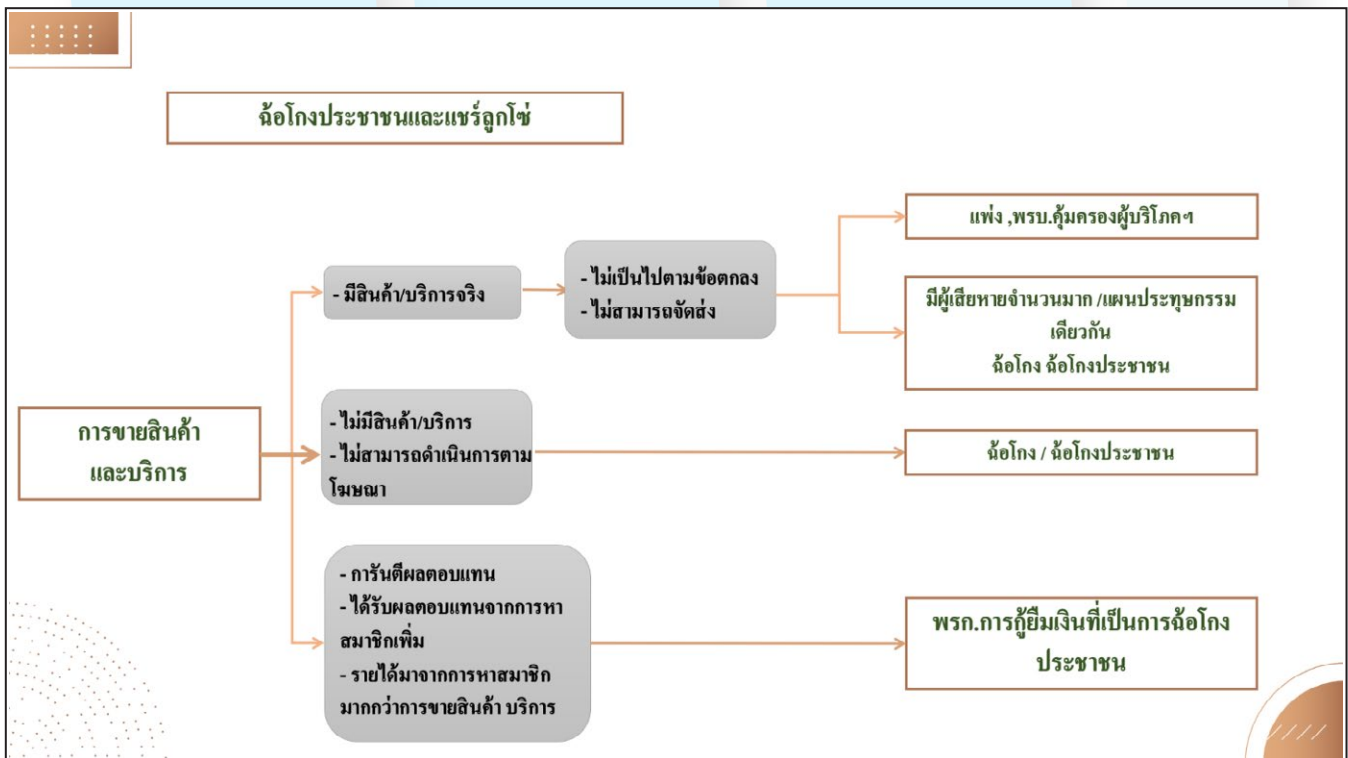 ฉ้อโกงประชาชนและแชร์ลูกโซ่
การขายสินค้า
และบริการ
- มีสินค้า/บริการจริง
- ไม่เป็นไปตามข้อตกลง
- ไม่สามารถจัดส่ง
แพ่ง ,พรบ.คุ้มครองผู้บริโภคฯ
มีผู้เสียหายจำนวนมาก /แผนประทุษกรรม
เดียวกัน
ฉ้อโกง ฉ้อโกงประชาชน
- ไม่มีสินค้า/บริการ
- ไม่สามารถดำเนินการตาม
โฆษณา
ฉ้อโกง / ฉ้อโกงประชาชน
- การันตีผลตอบแทน
- ได้รับผลตอบแทนจากการหา
สมาชิกเพิ่ม
- รายได้มาจากการหาสมาชิก
มากกว่าการขายสินค้า บริการ
พรก.การกู้ยืมเงินที่เป็นการฉ้อโกง
ประชาชน